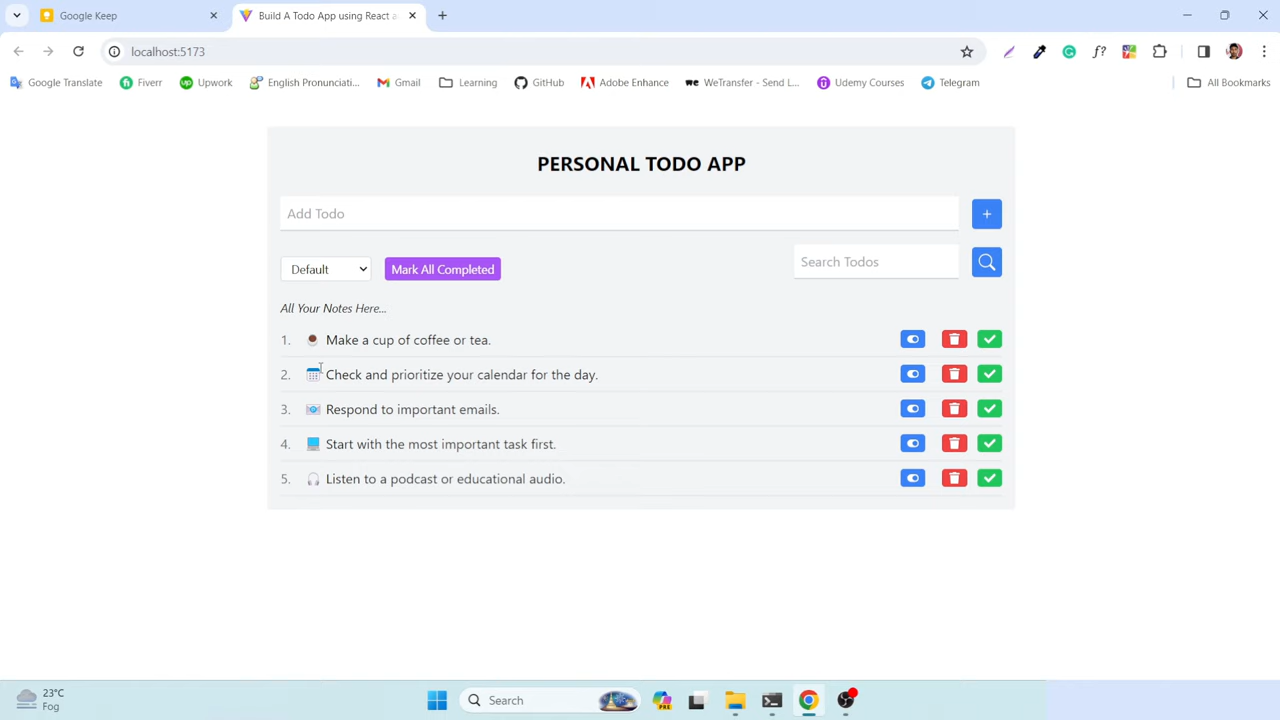 Google Keep
Build A Todo App using React a
localhost:5173
f?
Google Translate Fiverr Upwork English Pronunciati... Gmail Learning GitHub Adobe Enhance WeTransfer - Send L... Udemy Courses Telegram All Bookmarks
PERSONAL TODO APP
Add Todo +
Default Mark All Completed Search Todos
All Your Notes Here...
1. Make a cup of coffee or tea.
2. Check and prioritize your calendar for the day.
3. Respond to important emails.
4. Start with the most important task first.
5. Listen to a podcast or educational audio.
23°C
Fog
Search
PRE